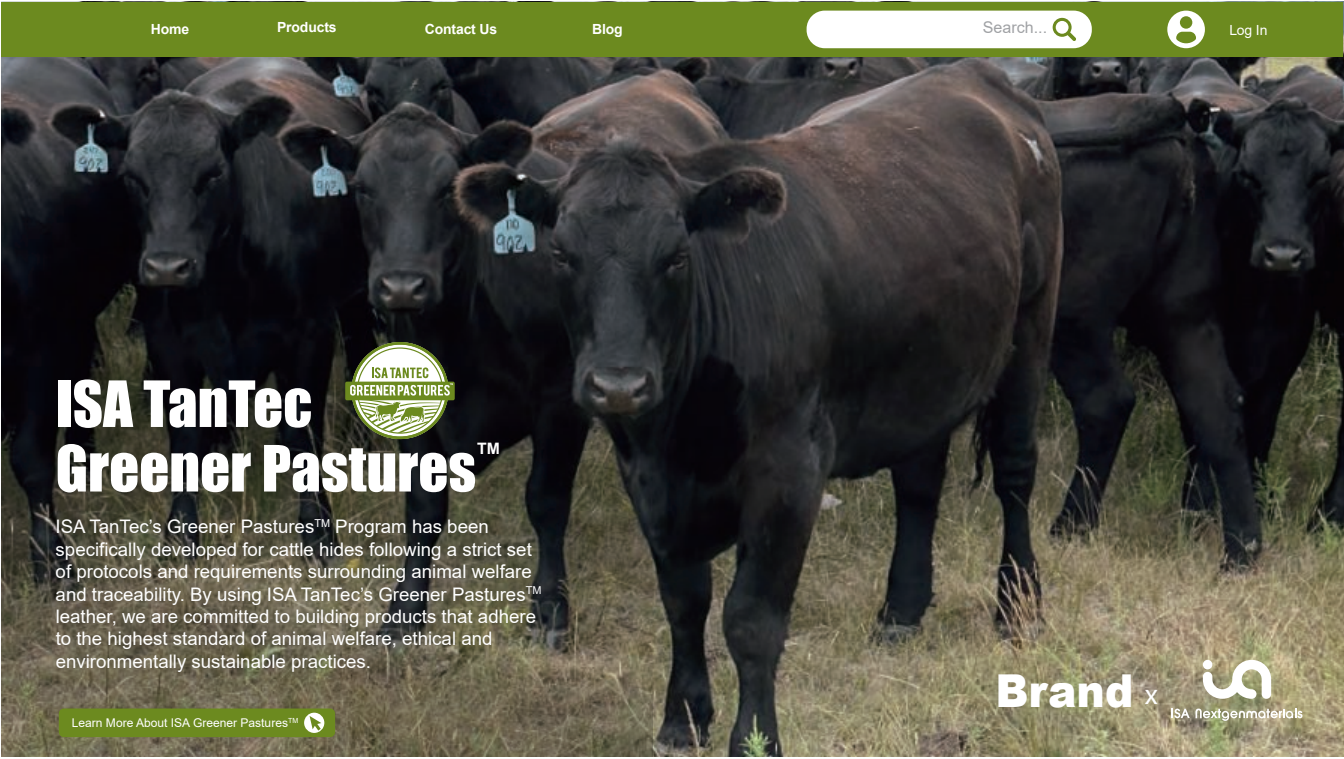 Home
Products
Contact Us
Blog
Search...
Log In
110
ISA TANTEC
GREENER PASTURES
ISA TanTec
Greener Pastures™
ISA TanTec’s Greener Pastures™ Program has been
specifically developed for cattle hides following a strict set
of protocols and requirements surrounding animal welfare
and traceability. By using ISA TanTec’s Greener Pastures™
leather, we are committed to building products that adhere
to the highest standard of animal welfare, ethical and
environmentally sustainable practices.
Learn More About ISA Greener Pastures™
Brand x
ISA Nextgenmaterials